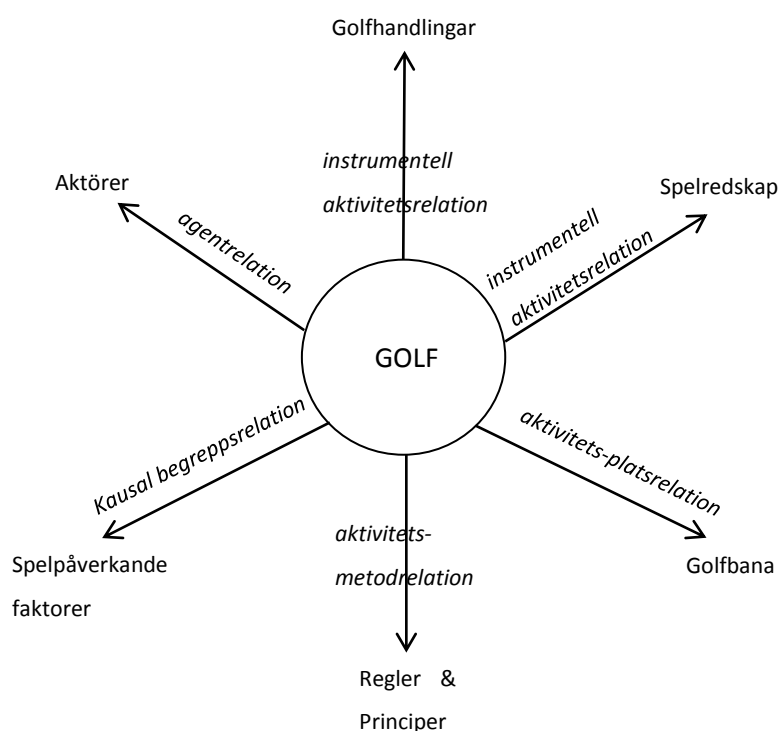 Golfhandlingar
instrumentell
aktivitetsrelation
Aktörer
agentrelation
Spelredskap
instrumentell
aktivitetsrelation
GOLF
Kausal begreppsrelation
Spelpåverkande
faktorer
aktivitets-
metodrelation
Regler &
Principer
aktivitets-platsrelation
Golfbana